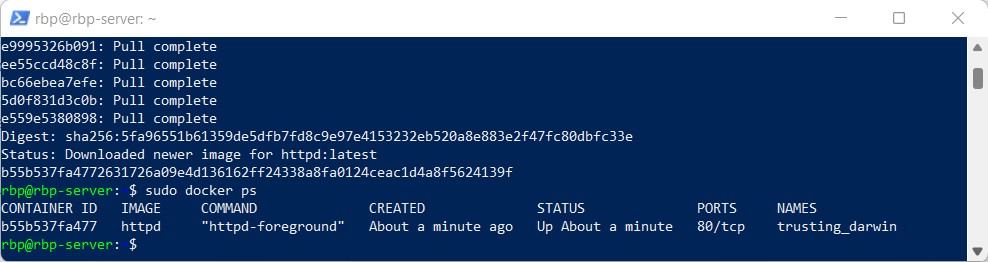 rbp@rbp-server: ~
e9995326b091: Pull complete
ee55ccd48c8f: Pull complete
bc66ebea7efe: Pull complete
5d0f831d3c0b: Pull complete
e559e5380898: Pull complete
Digest: sha256:5fa96551b61359de5dfb7fd8c9e97e4153232eb520a8e883e2f47fc80dbfc33e
Status: Downloaded newer image for httpd:latest
b55b537fa4772631726a09e4d136162ff24338a8fa0124ceac1d4a8f5624139f
rbp@rbp-server: $ sudo docker ps
CONTAINER ID   IMAGE     COMMAND              CREATED              STATUS              PORTS     NAMES
b55b537fa477   httpd     "httpd-foreground"   About a minute ago   Up About a minute   80/tcp    trusting_darwin
rbp@rbp-server: $